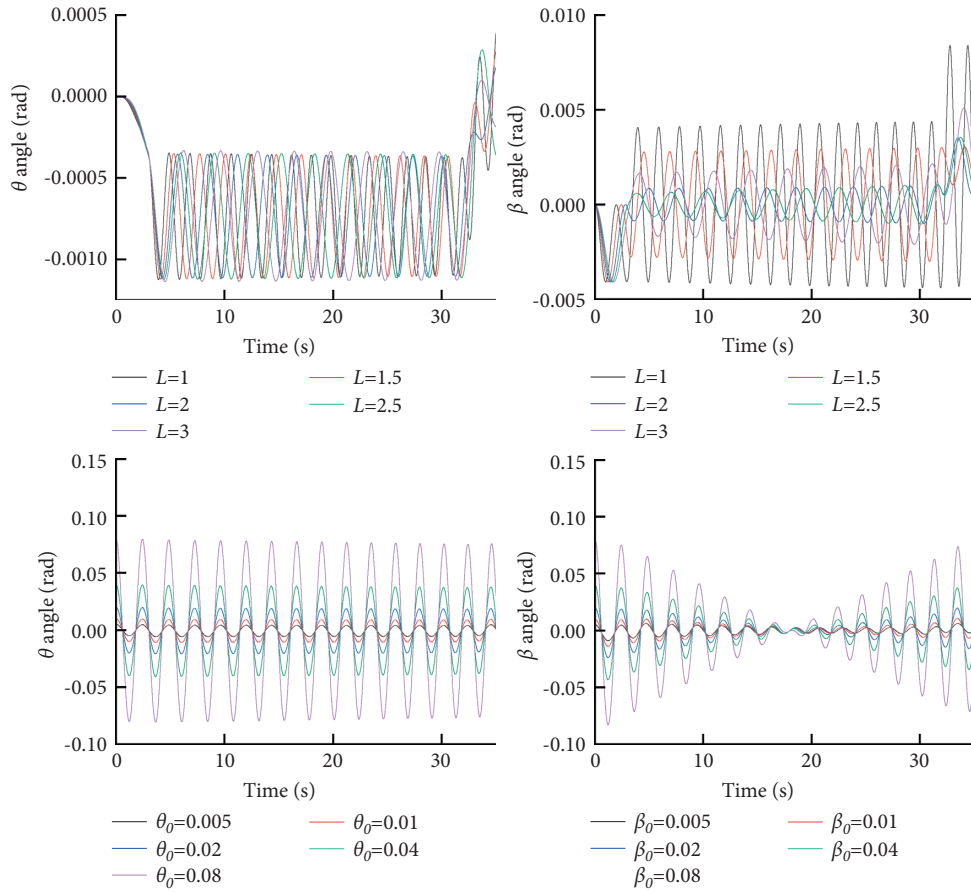 0.0005
0.0000
-0.0005
-0.0010
θ angle (rad)
0 10 20 30
Time (s)
L=1 L=1.5
L=2 L=2.5
L=3
0.010
0.005
0.000
-0.005
β angle (rad)
0 10 20 30
Time (s)
L=1 L=1.5
L=2 L=2.5
L=3
0.15
0.10
0.05
0.00
-0.05
-0.10
θ angle (rad)
0 10 20 30
Time (s)
θ0=0.005 θ0=0.01
θ0=0.02 θ0=0.04
θ0=0.08
0.15
0.10
0.05
0.00
-0.05
-0.10
β angle (rad)
0 10 20 30
Time (s)
β0=0.005 β0=0.01
β0=0.02 β0=0.04
β0=0.08